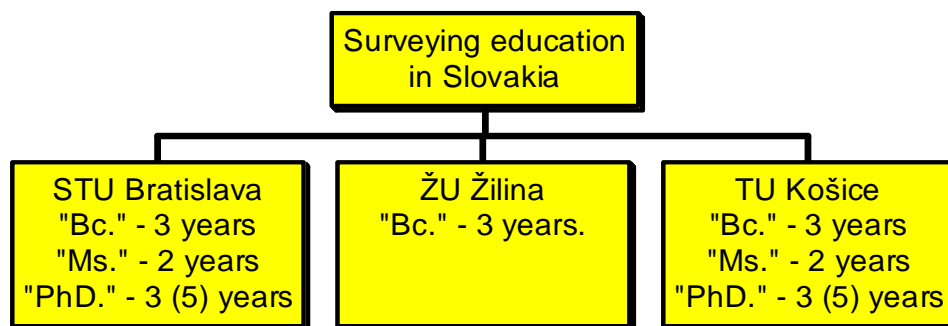 Surveying education
in Slovakia
STU Bratislava
"Bc." - 3 years
"Ms." - 2 years
"PhD." - 3 (5) years
ŽU Žilina
"Bc." - 3 years.
TU Košice
"Bc." - 3 years
"Ms." - 2 years
"PhD." - 3 (5) years